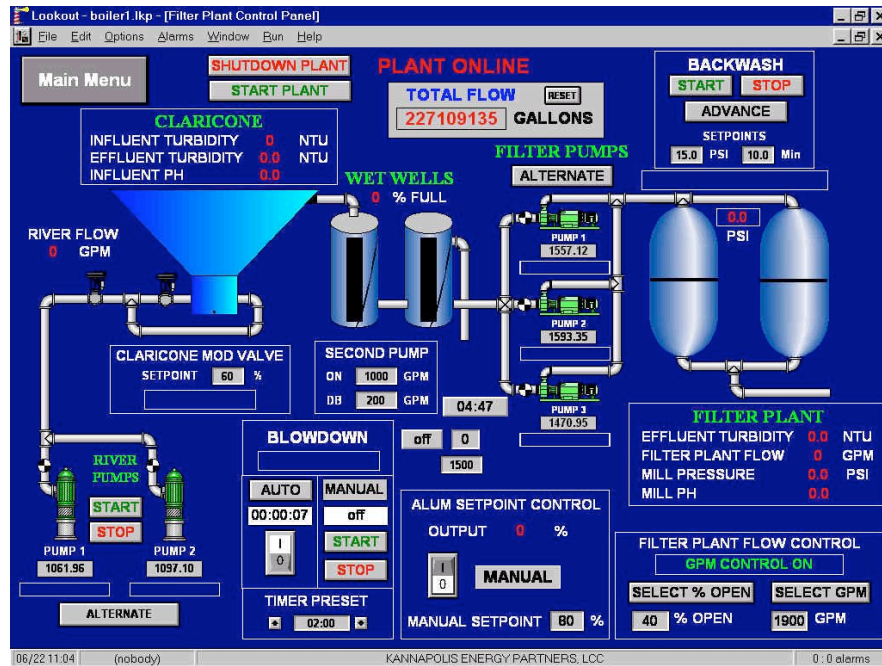 Lookout - boiler1.lkp - [Filter Plant Control Panel]
File Edit Options Alarms Window Run Help
Main Menu
SHUTDOWN PLANT
START PLANT
PLANT ONLINE
TOTAL FLOW RESET
227109135 GALLONS
BACKWASH
START STOP
ADVANCE
SETPOINTS
15.0 PSI 10.0 Min
CLARICONE
INFLUENT TURBIDITY 0 NTU
EFFLUENT TURBIDITY 0.0 NTU
INFLUENT PH 0.0
WET WELLS
0 % FULL
FILTER PUMPS
ALTERNATE
PUMP 1
1557.12
PUMP 2
1593.35
PUMP 3
1470.95
0.0
PSI
RIVER FLOW
0 GPM
CLARICONE MOD VALVE
SETPOINT 60 %
SECOND PUMP
ON 1000 GPM
DB 200 GPM
04:47
off 0
1500
FILTER PLANT
EFFLUENT TURBIDITY 0.0 NTU
FILTER PLANT FLOW 0 GPM
MILL PRESSURE 0.0 PSI
MILL PH 0.0
RIVER
PUMPS
START
STOP
PUMP 1
1061.96
PUMP 2
1097.10
ALTERNATE
BLOWDOWN
AUTO
00:00:07
I
0
MANUAL
off
START
STOP
TIMER PRESET
02:00
ALUM SETPOINT CONTROL
OUTPUT 0 %
I
0
MANUAL
MANUAL SETPOINT 80 %
FILTER PLANT FLOW CONTROL
GPM CONTROL ON
SELECT % OPEN SELECT GPM
40 % OPEN 1900 GPM
06/22 11:04 (nobody) KANNAPOLIS ENERGY PARTNERS, LCC 0 : 0 alarms